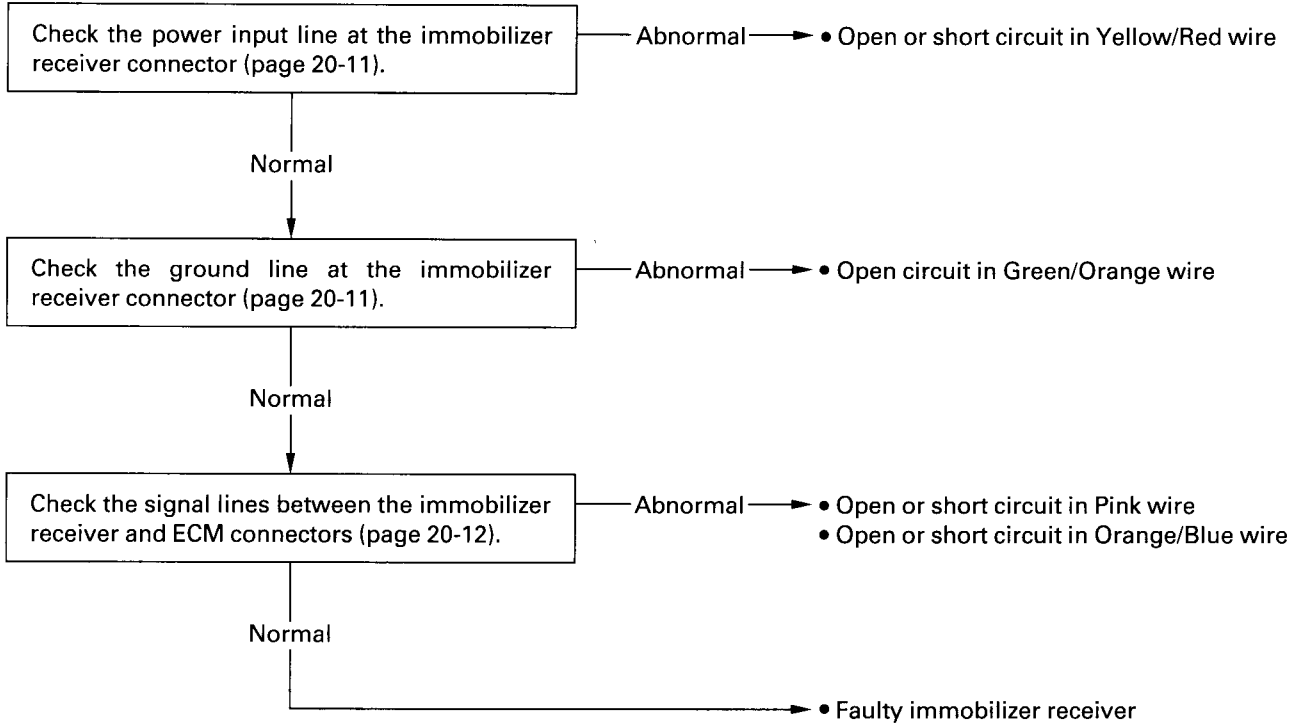 Check the power input line at the immobilizer
receiver connector (page 20-11).
Abnormal
• Open or short circuit in Yellow/Red wire
Normal
Check the ground line at the immobilizer
receiver connector (page 20-11).
Abnormal
• Open circuit in Green/Orange wire
Normal
Check the signal lines between the immobilizer
receiver and ECM connectors (page 20-12).
Abnormal
• Open or short circuit in Pink wire
• Open or short circuit in Orange/Blue wire
Normal
• Faulty immobilizer receiver